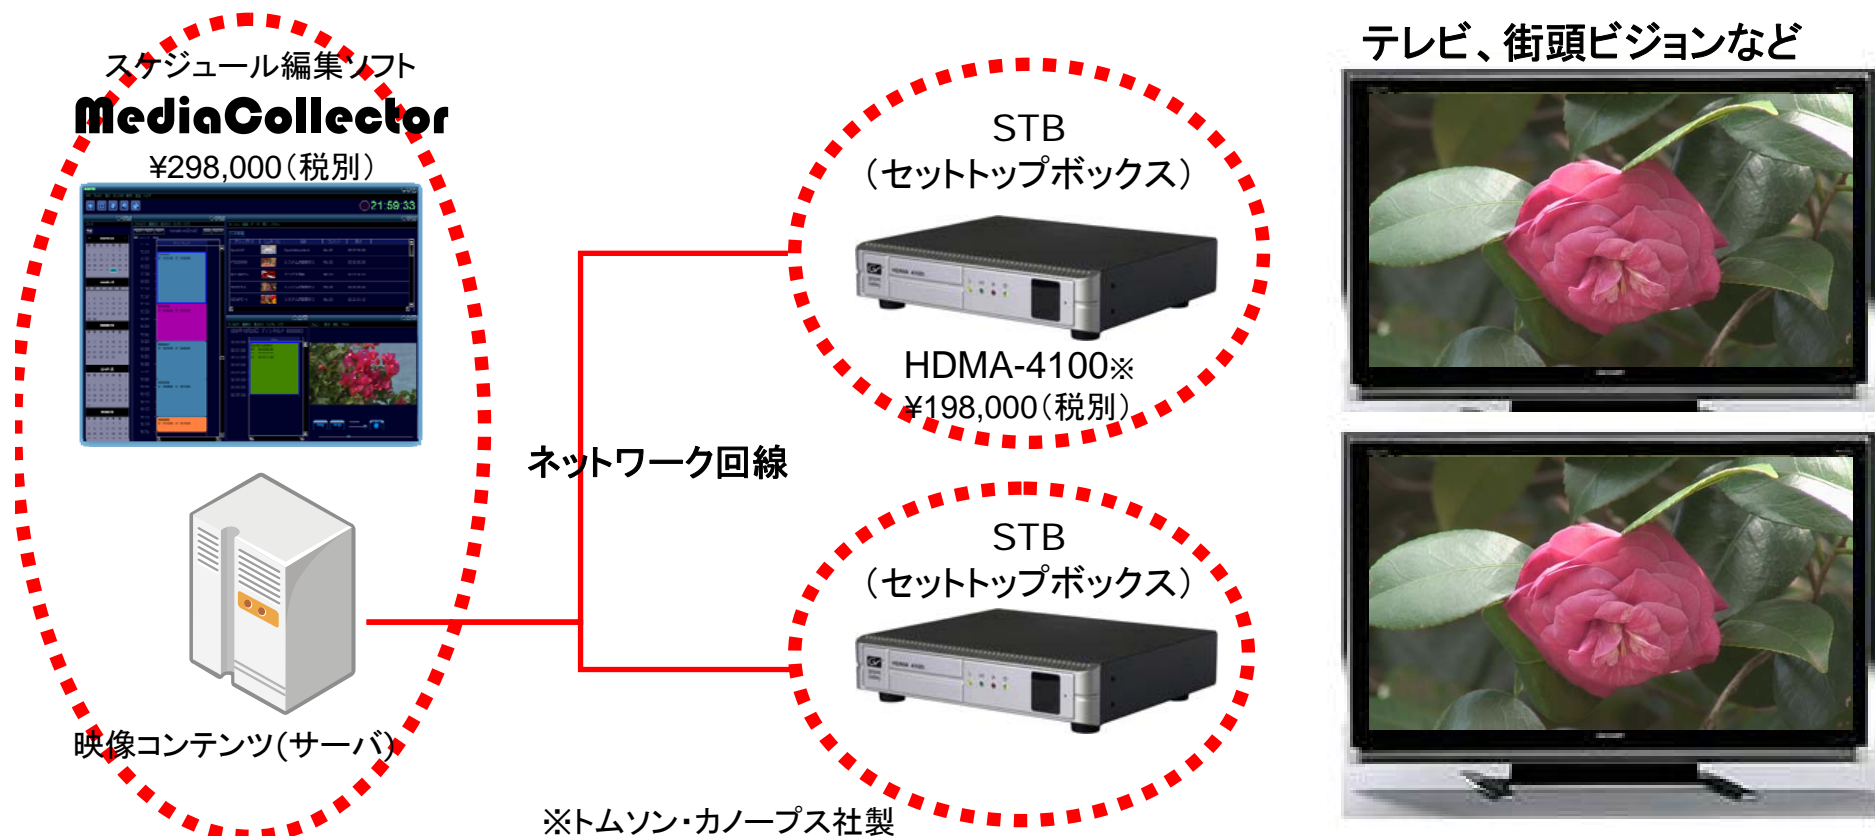 スケジュール編集ソフト
MediaCollector
¥298,000(税別)
21:59:33
映像コンテンツ(サーバ)
ネットワーク回線
STB
(セットトップボックス)
HDMA-4100※
¥198,000(税別)
STB
(セットトップボックス)
※トムソン・カノープス社製
テレビ、街頭ビジョンなど